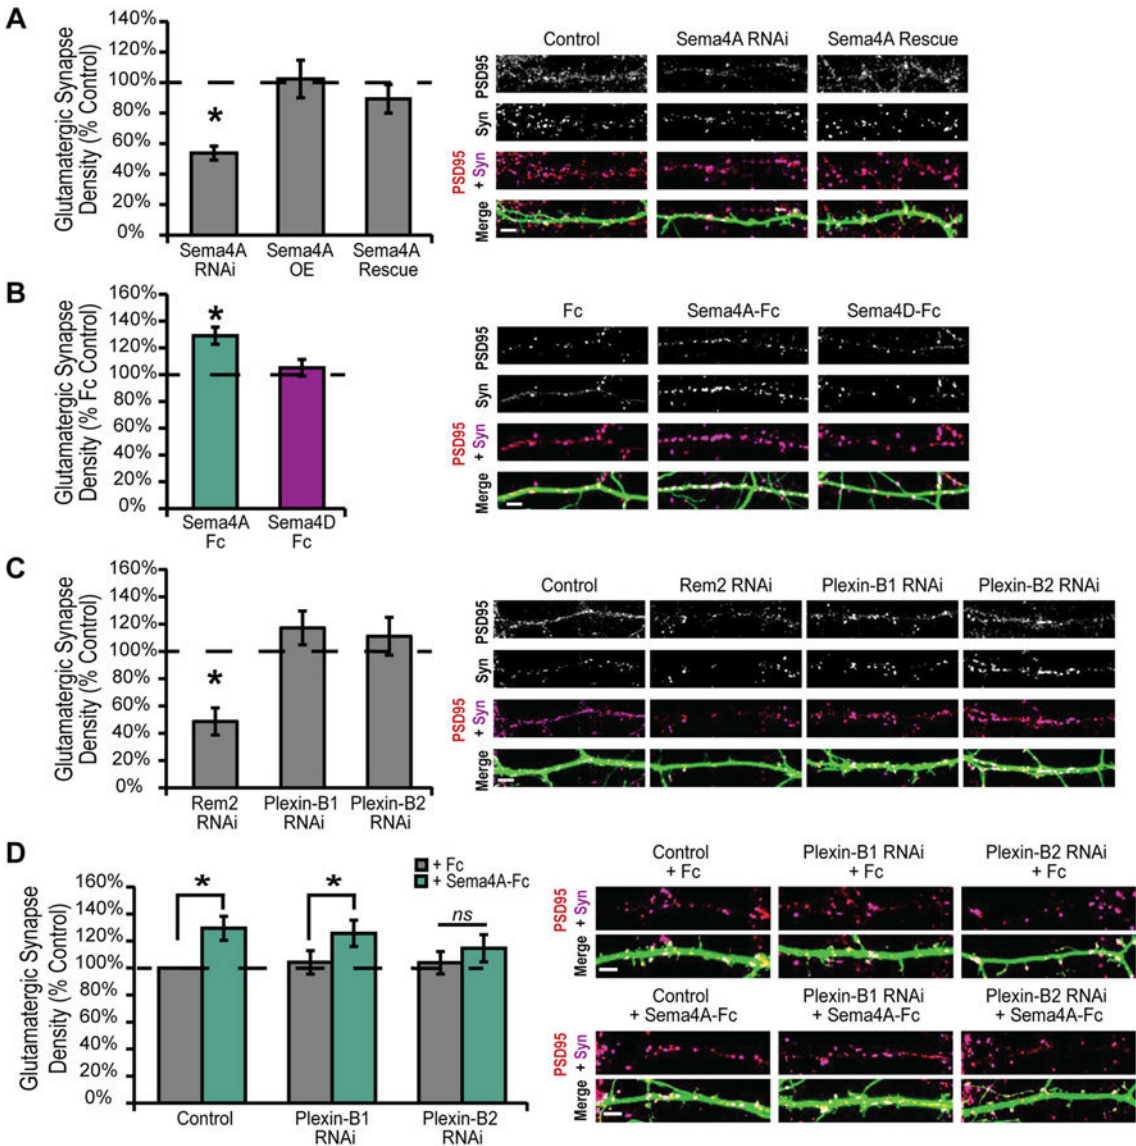 A
Glutamatergic Synapse
Density (% Control)
140%
120%
100%
80%
60%
40%
20%
0%
*
Sema4A
RNAi
Sema4A
OE
Sema4A
Rescue
Control
Sema4A RNAi
Sema4A Rescue
PSD95
Syn
PSD95
+ Syn
Merge
B
Glutamatergic Synapse
Density (% Fc Control)
160%
140%
120%
100%
80%
60%
40%
20%
0%
*
Sema4A
Fc
Sema4D
Fc
Fc
Sema4A-Fc
Sema4D-Fc
PSD95
Syn
PSD95
+ Syn
Merge
C
Glutamatergic Synapse
Density (% Control)
160%
140%
120%
100%
80%
60%
40%
20%
0%
*
Rem2
RNAi
Plexin-B1
RNAi
Plexin-B2
RNAi
Control
Rem2 RNAi
Plexin-B1 RNAi
Plexin-B2 RNAi
PSD95
Syn
PSD95
+ Syn
Merge
D
Glutamatergic Synapse
Density (% Control)
160%
140%
120%
100%
80%
60%
40%
20%
0%
+ Fc
+ Sema4A-Fc
*
*
ns
Control
Plexin-B1
RNAi
Plexin-B2
RNAi
Control
+ Fc
Plexin-B1 RNAi
+ Fc
Plexin-B2 RNAi
+ Fc
PSD95
+ Syn
Merge
Control
+ Sema4A-Fc
Plexin-B1 RNAi
+ Sema4A-Fc
Plexin-B2 RNAi
+ Sema4A-Fc
PSD95
+ Syn
Merge